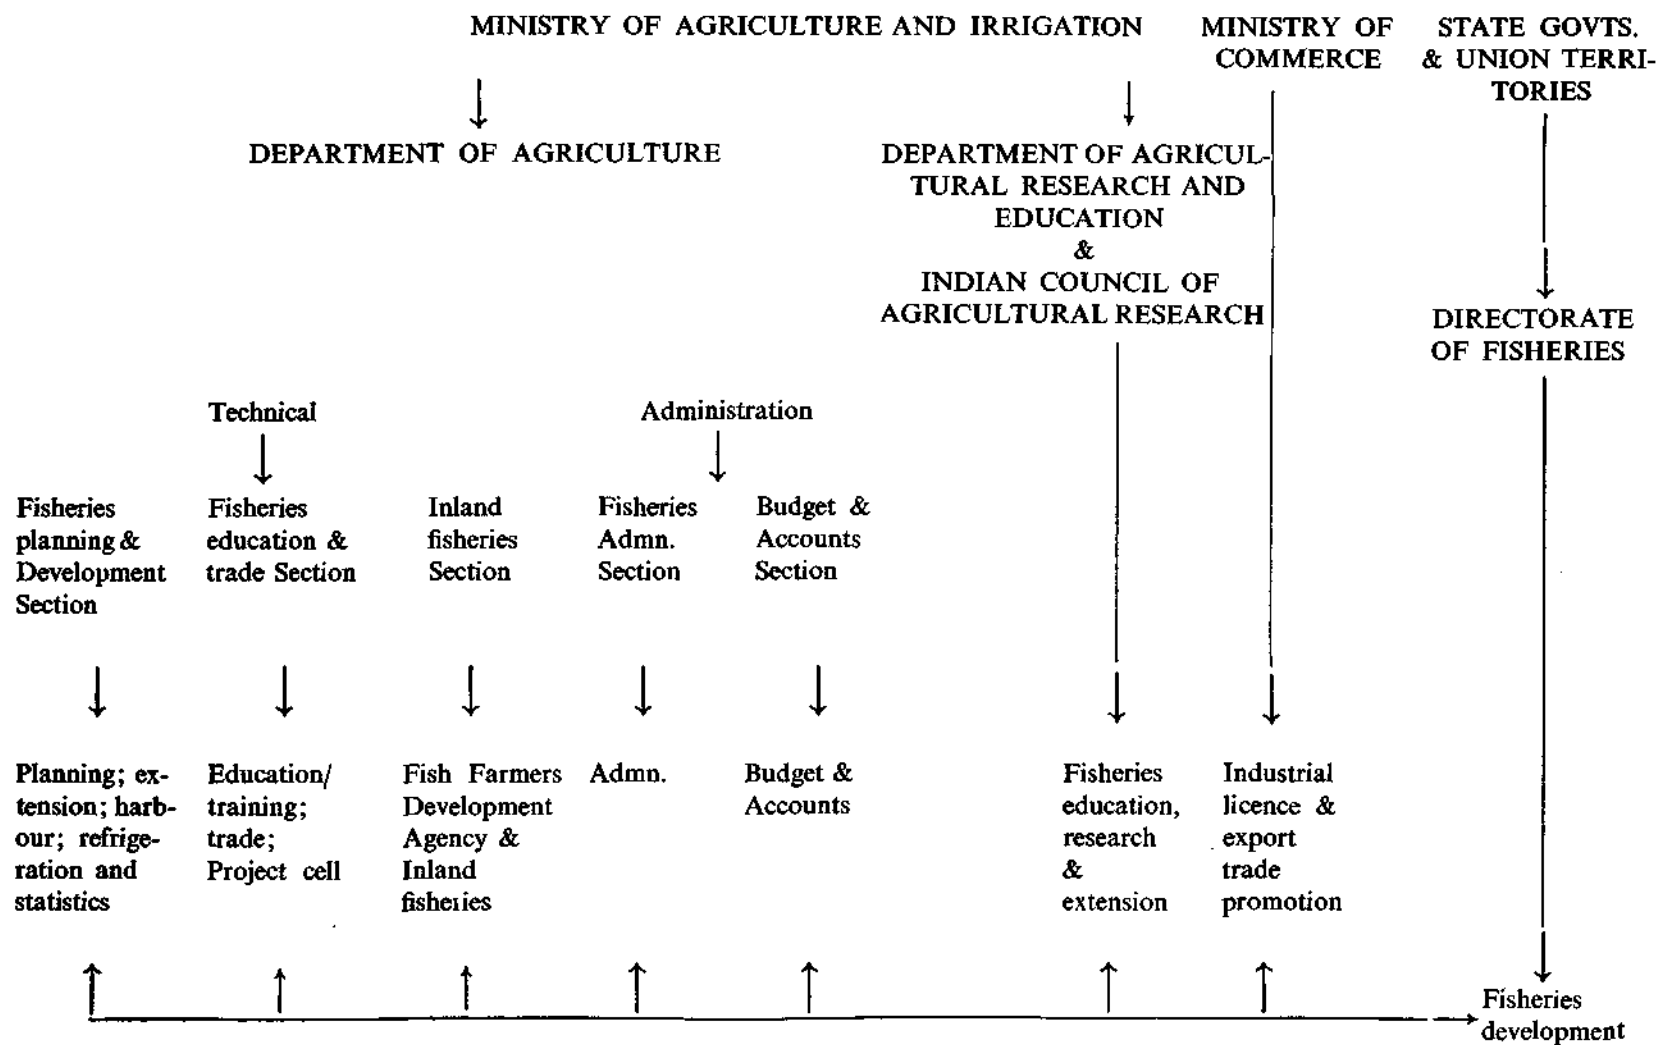 MINISTRY OF AGRICULTURE AND IRRIGATION
MINISTRY OF
COMMERCE
STATE GOVTS.
& UNION TERRI-
TORIES
DEPARTMENT OF AGRICULTURE
DEPARTMENT OF AGRICUL-
TURAL RESEARCH AND
EDUCATION
&
INDIAN COUNCIL OF
AGRICULTURAL RESEARCH
DIRECTORATE
OF FISHERIES
Technical
Administration
Fisheries
planning &
Development
Section
Fisheries
education &
trade Section
Inland
fisheries
Section
Fisheries
Admn.
Section
Budget &
Accounts
Section
Planning; ex-
tension; harb-
our; refrige-
ration and
statistics
Education/
training;
trade;
Project cell
Fish Farmers
Development
Agency &
Inland
fisheries
Admn.
Budget &
Accounts
Fisheries
education,
research
&
extension
Industrial
licence &
export
trade
promotion
Fisheries
development